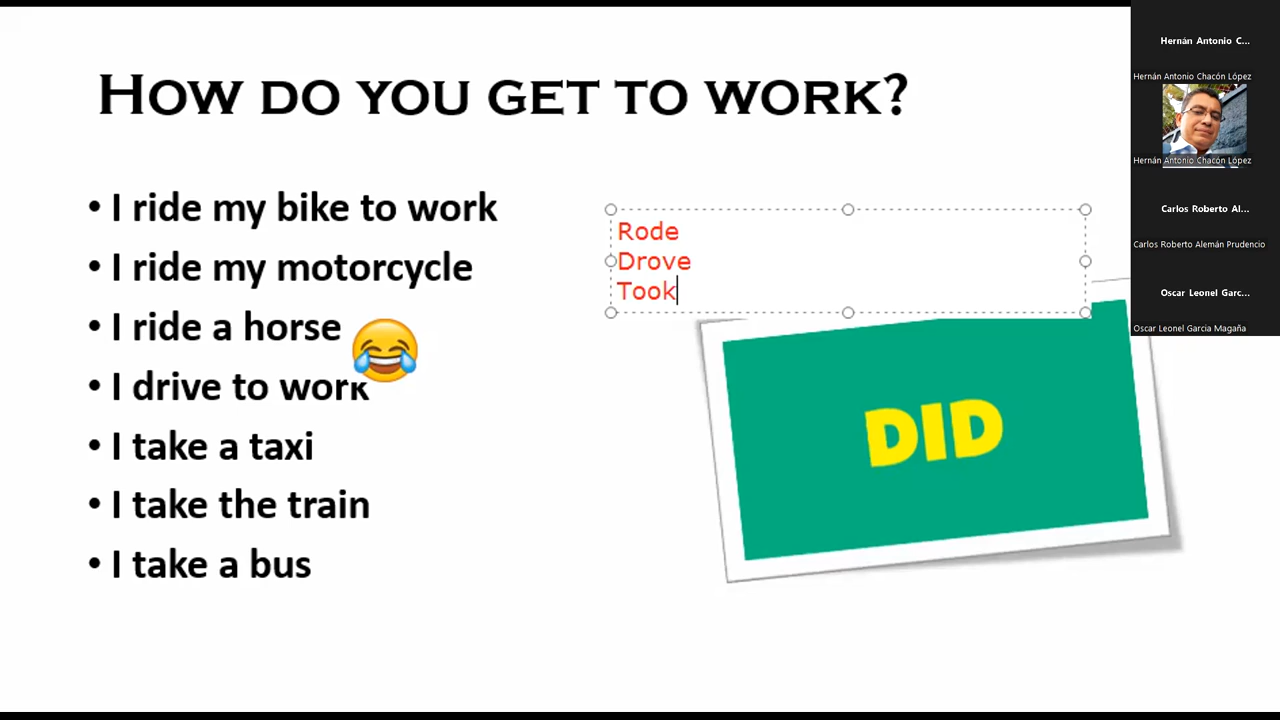 How do you get to work?
• I ride my bike to work
• I ride my motorcycle
• I ride a horse
• I drive to work
• I take a taxi
• I take the train
• I take a bus
Rode
Drove
Took
DID
Hernán Antonio C...
Hernán Antonio Chacón López
Hernán Antonio Chacón López
Carlos Roberto Al...
Carlos Roberto Alemán Prudencio
Oscar Leonel Garc...
Oscar Leonel Garcia Magaña